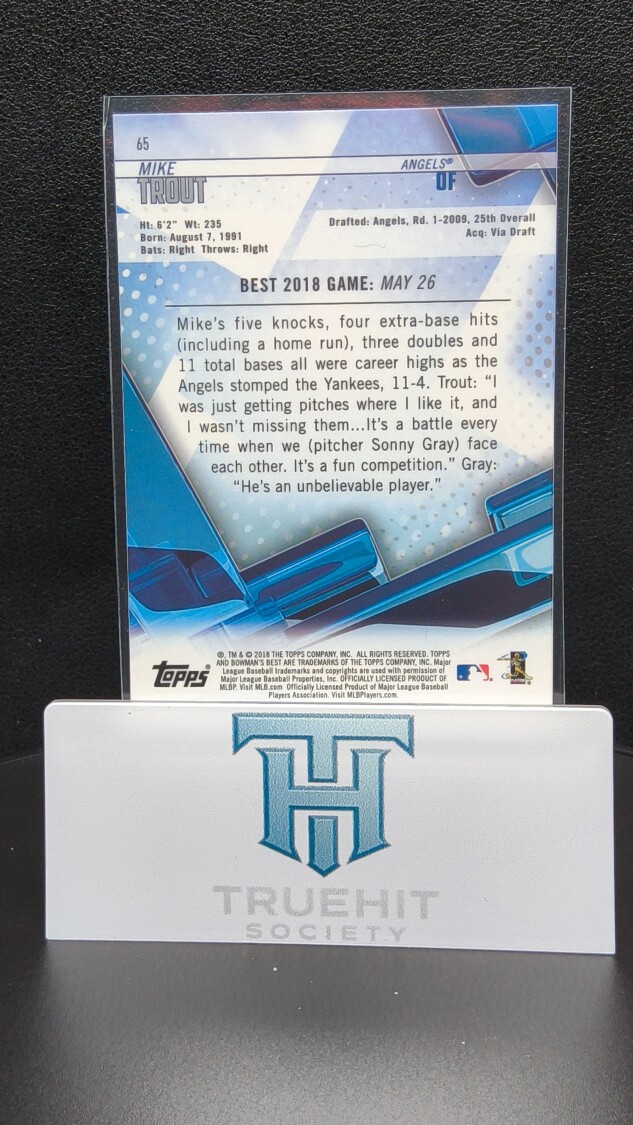 65
MIKE
TROUT
ANGELS®
OF
Ht: 6'2" Wt: 235
Born: August 7, 1991
Bats: Right Throws: Right
Drafted: Angels, Rd. 1-2009, 25th Overall
Acq: Via Draft
BEST 2018 GAME: MAY 26
Mike's five knocks, four extra-base hits
(including a home run), three doubles and
11 total bases all were career highs as the
Angels stomped the Yankees, 11-4. Trout: “I
was just getting pitches where I like it, and
I wasn't missing them...It's a battle every
time when we (pitcher Sonny Gray) face
each other. It's a fun competition.” Gray:
“He's an unbelievable player.”
Topps®
®, TM & © 2018 THE TOPPS COMPANY, INC. ALL RIGHTS RESERVED. TOPPS
AND BOWMAN'S BEST ARE TRADEMARKS OF THE TOPPS COMPANY, INC. Major
League Baseball trademarks and copyrights are used with permission of
Major League Baseball Properties, Inc. OFFICIALLY LICENSED PRODUCT OF
MLBP. Visit MLB.com Officially Licensed Product of Major League Baseball
Players Association. Visit MLBPlayers.com.
TH
TRUEHIT
SOCIETY